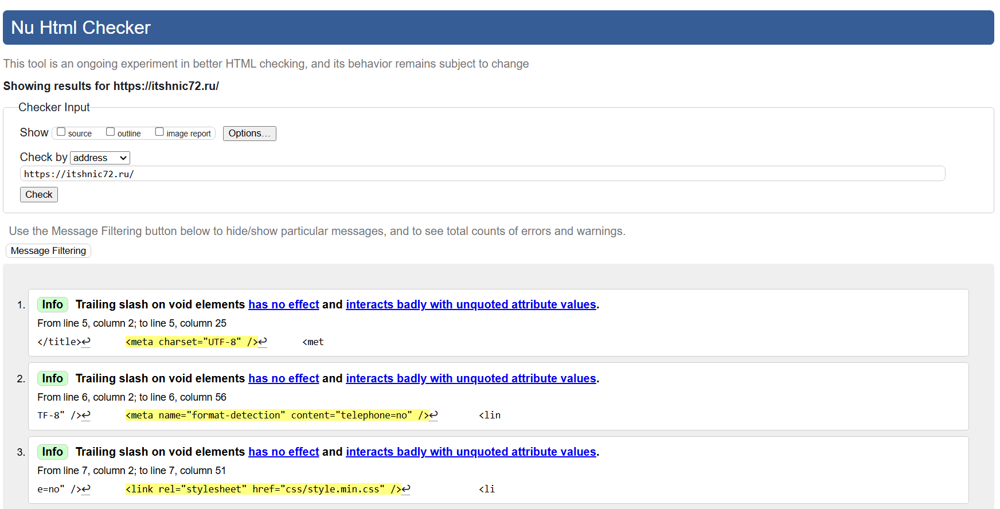 Nu Html Checker
This tool is an ongoing experiment in better HTML checking, and its behavior remains subject to change
Showing results for https://itshnic72.ru/
Checker Input
Show source outline image report Options...
Check by address
https://itshnic72.ru/
Check
Use the Message Filtering button below to hide/show particular messages, and to see total counts of errors and warnings.
Message Filtering
1. Info Trailing slash on void elements has no effect and interacts badly with unquoted attribute values.
From line 5, column 2; to line 5, column 25
</title>↩ <meta charset="UTF-8" />↩ <met
2. Info Trailing slash on void elements has no effect and interacts badly with unquoted attribute values.
From line 6, column 2; to line 6, column 56
TF-8" />↩ <meta name="format-detection" content="telephone=no" />↩ <lin
3. Info Trailing slash on void elements has no effect and interacts badly with unquoted attribute values.
From line 7, column 2; to line 7, column 51
e=no" />↩ <link rel="stylesheet" href="css/style.min.css" />↩ <li